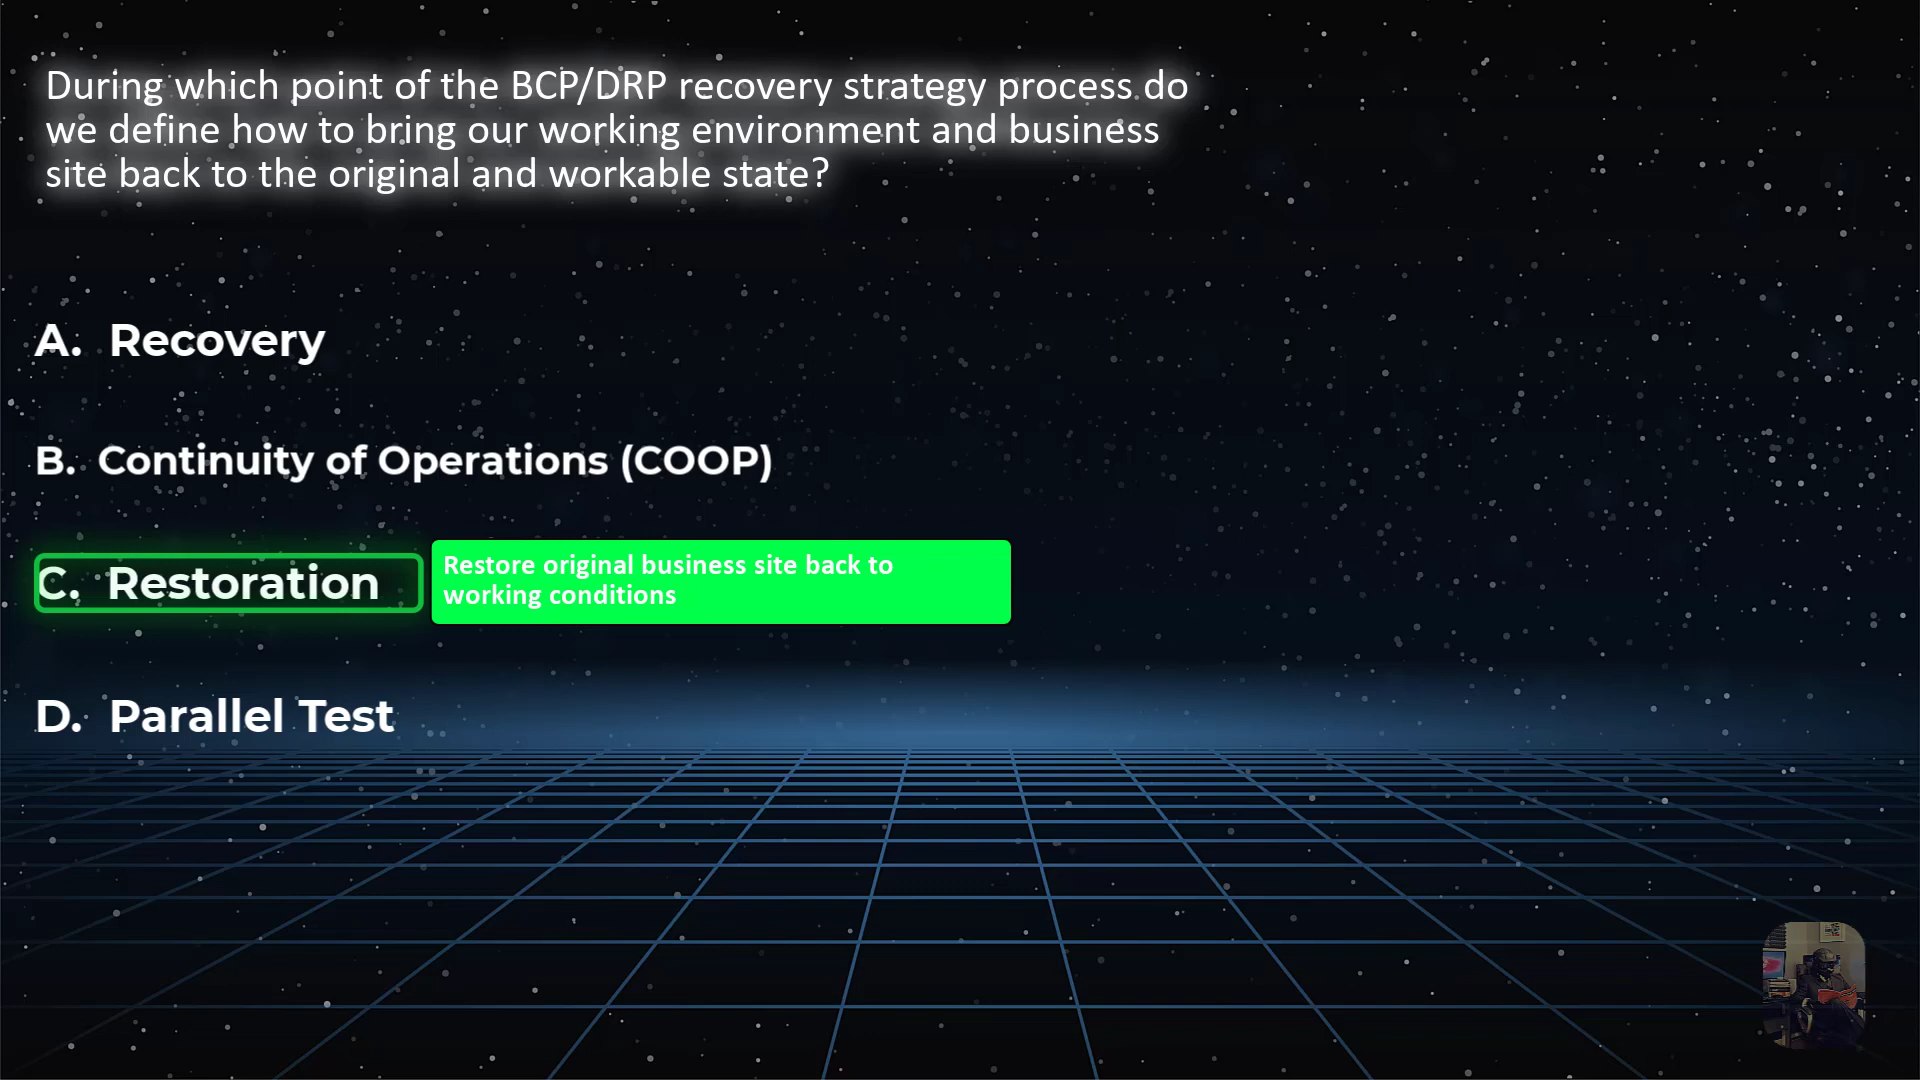 During which point of the BCP/DRP recovery strategy process do
we define how to bring our working environment and business
site back to the original and workable state?
A. Recovery
B. Continuity of Operations (COOP)
C. Restoration
Restore original business site back to
working conditions
D. Parallel Test